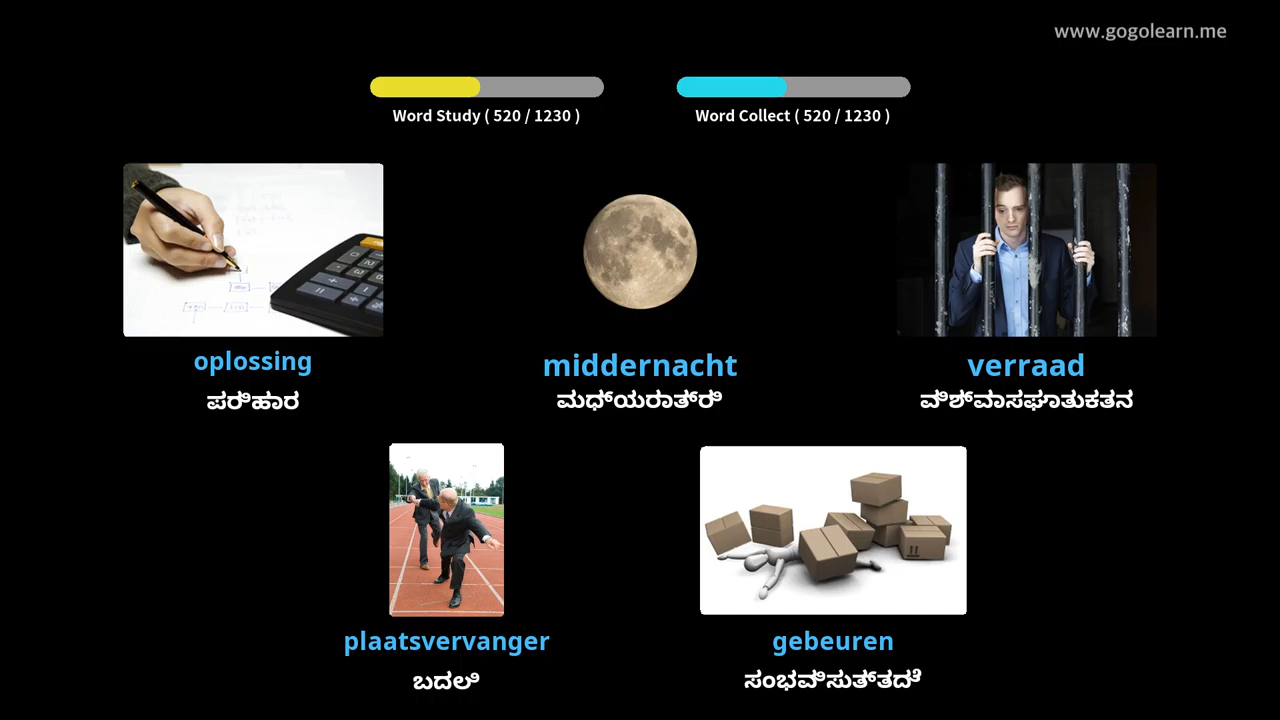 www.gogolearn.me
Word Study ( 520 / 1230 )
Word Collect ( 520 / 1230 )
oplossing
middernacht
verraad
ಪರಿಹಾರ
ಮಧ್ಯರಾತ್ರಿ
ವಿಶ್ವಾಸಘಾತುಕತನ
plaatsvervanger
gebeuren
ಬದಲಿ
ಸಂಭವಿಸುತ್ತದೆ